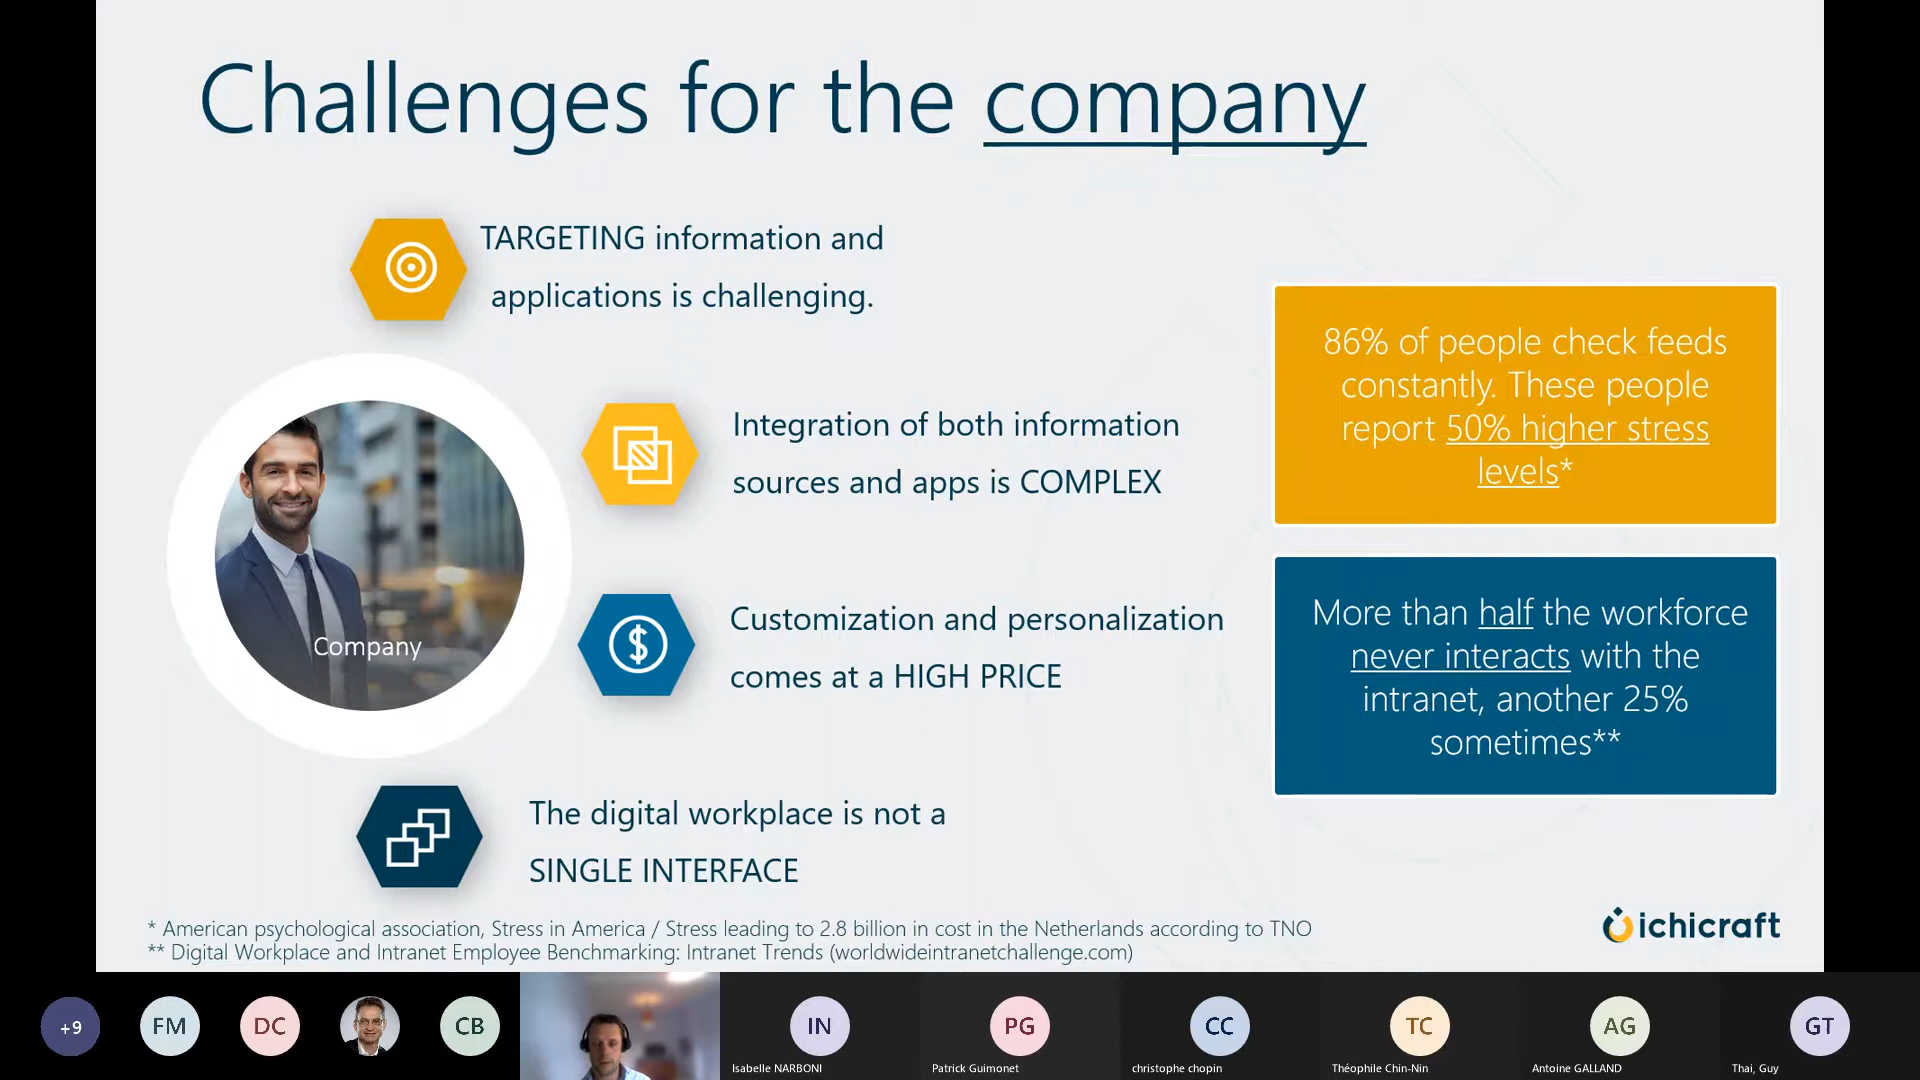 Challenges for the company
TARGETING information and
applications is challenging.
Integration of both information
sources and apps is COMPLEX
Customization and personalization
comes at a HIGH PRICE
Company
The digital workplace is not a
SINGLE INTERFACE
86% of people check feeds
constantly. These people
report 50% higher stress
levels*
More than half the workforce
never interacts with the
intranet, another 25%
sometimes**
* American psychological association, Stress in America / Stress leading to 2.8 billion in cost in the Netherlands according to TNO
** Digital Workplace and Intranet Employee Benchmarking: Intranet Trends (worldwideintranetchallenge.com)
ichicraft
+9
FM
DC
CB
IN
PG
CC
TC
AG
GT
Isabelle NARBONI
Patrick Guimonet
christophe chopin
Théophile Chin-Nin
Antoine GALLAND
Thai, Guy